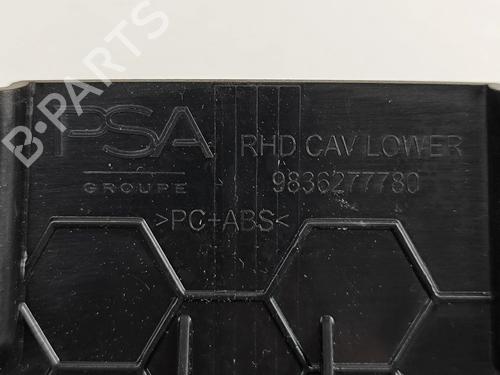 B-PARTS
PSA
GROUPE
RHD CAV LOWER
9836277780
>PC+ABS<